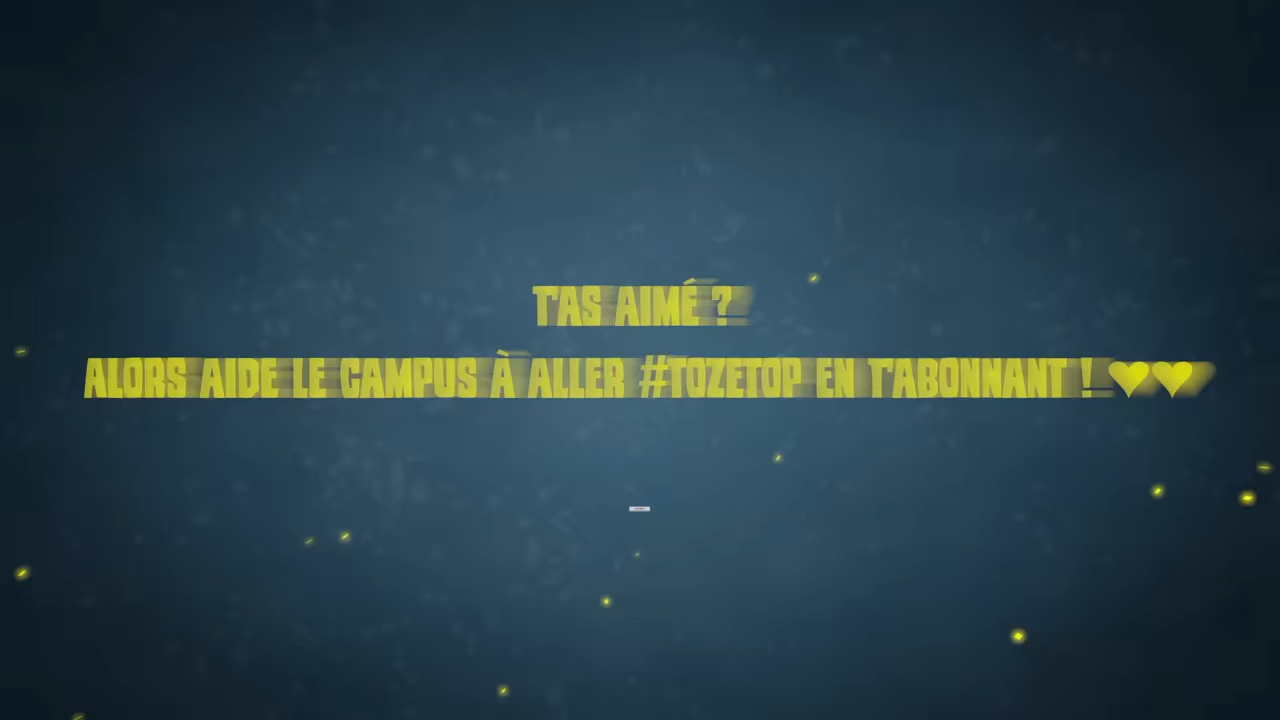 T'AS AIMÉ ?
ALORS AIDE LE CAMPUS À ALLER #TOZETOP EN T'ABONNANT ! ♥♥